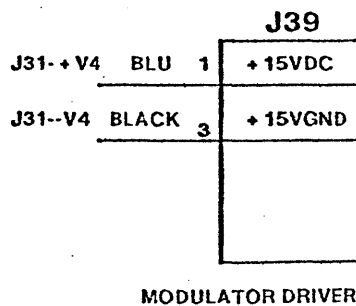 J39
J31-+V4 BLU 1 +15VDC
J31--V4 BLACK 3 +15VGND
MODULATOR DRIVER